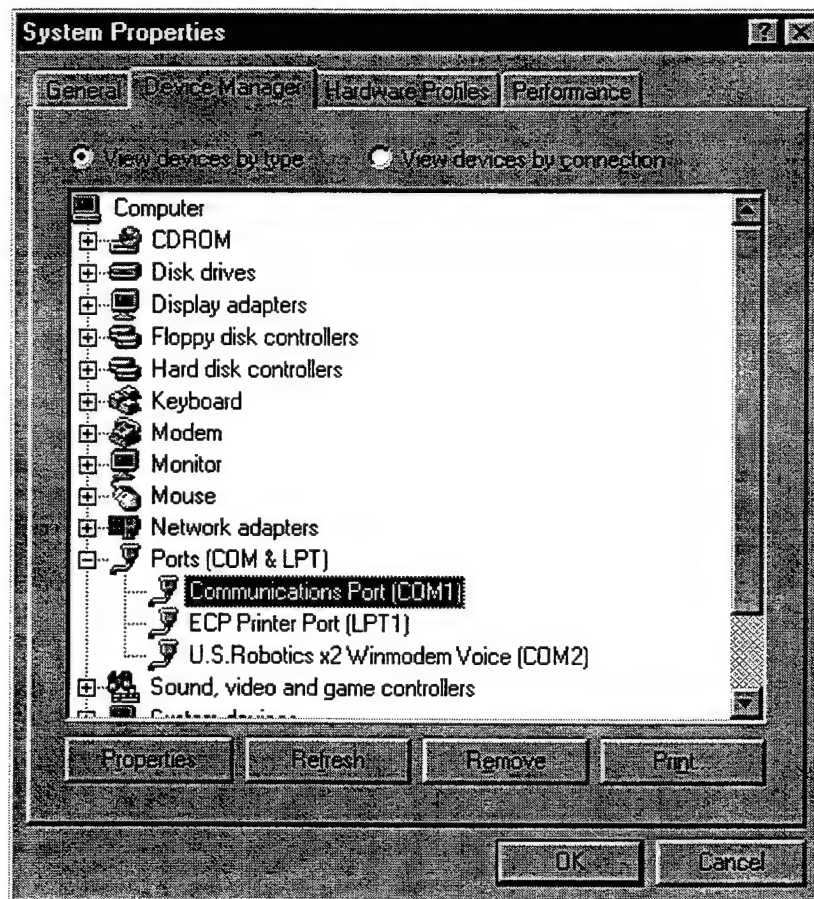 System Properties
General Device Manager Hardware Profiles Performance
View devices by type View devices by connection
Computer
CDROM
Disk drives
Display adapters
Floppy disk controllers
Hard disk controllers
Keyboard
Modem
Monitor
Mouse
Network adapters
Ports (COM & LPT)
Communications Port (COM1)
ECP Printer Port (LPT1)
U.S.Robotics x2 Winmodem Voice (COM2)
Sound, video and game controllers
System devices
Properties Refresh Remove Print...
OK Cancel